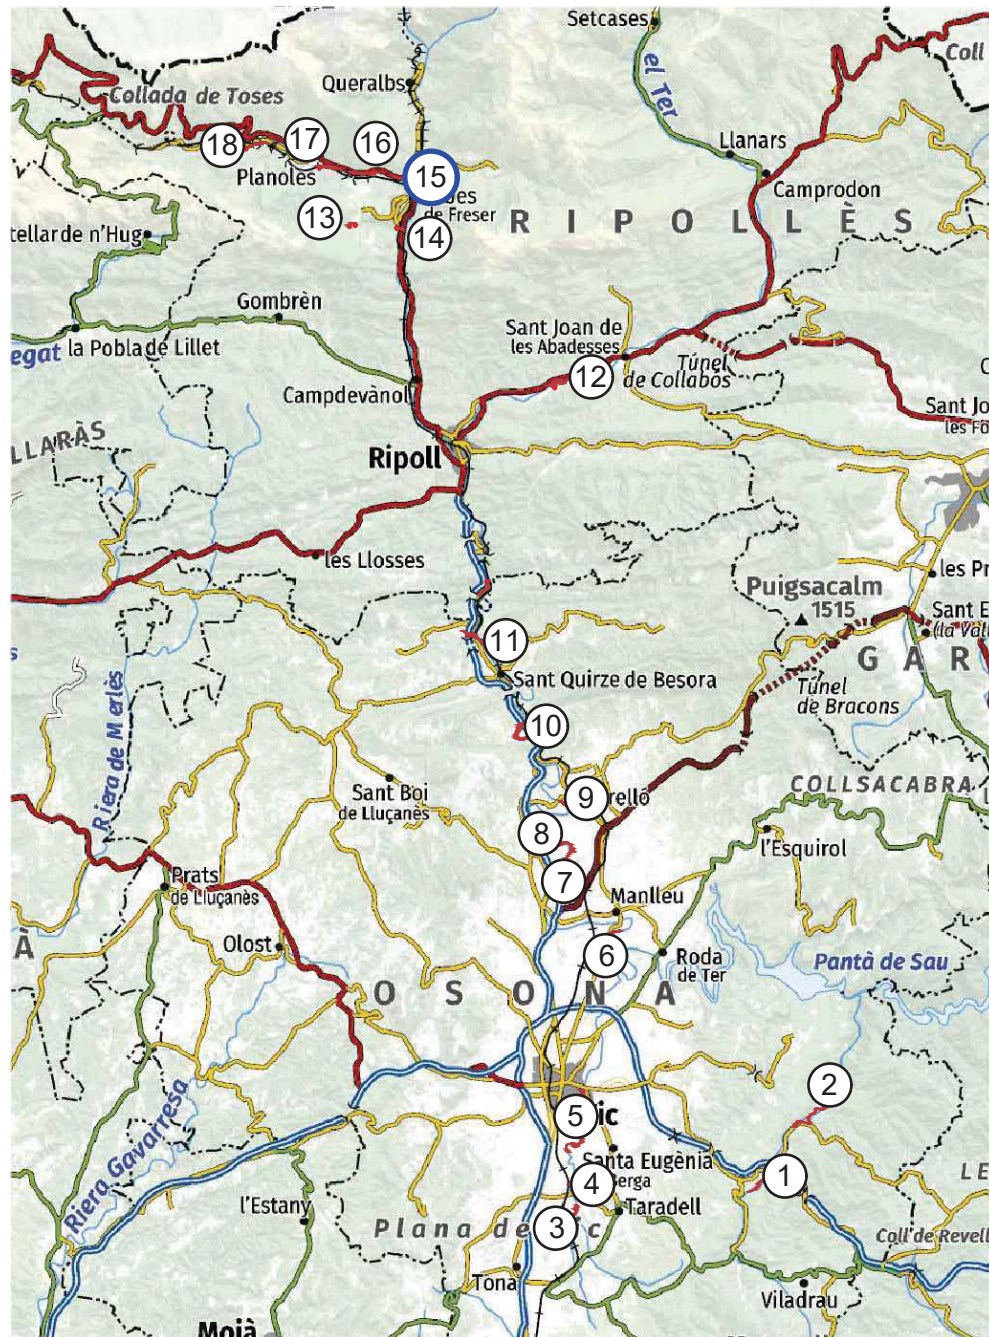 Setcases
Coll
Queralbs
el Ter
Collada de Toses
Llanars
17
16
18
Planoles
15
Camprodon
13
de Freser
RIPOLLÈS
14
tellar de n'Hug
Gombrèn
Sant Joan de
les Abadesses
egat
la Pobla de Lillet
Túnel
de Collabós
12
Campdevànol
Sant Jo
les Fo
LLARÀS
Ripoll
les Llosses
les Pr
Puigsacalm
1515
Sant E
(la Vall
11
GAR
Sant Quirze de Besora
Túnel
de Bracons
Riera de Merlès
10
Sant Boi
de Lluçanès
COLLSACABRA
9
relló
8
l'Esquirol
Prats
de Lluçanès
7
Manlleu
À
Olost
6
Roda
de Ter
Pantà de Sau
OSONA
2
5
ic
Riera Gavarresa
Santa Eugènia
Berga
1
LE
4
l'Estany
Taradell
3
Plana de
ic
Coll de Revell
Tona
Viladrau
Moià